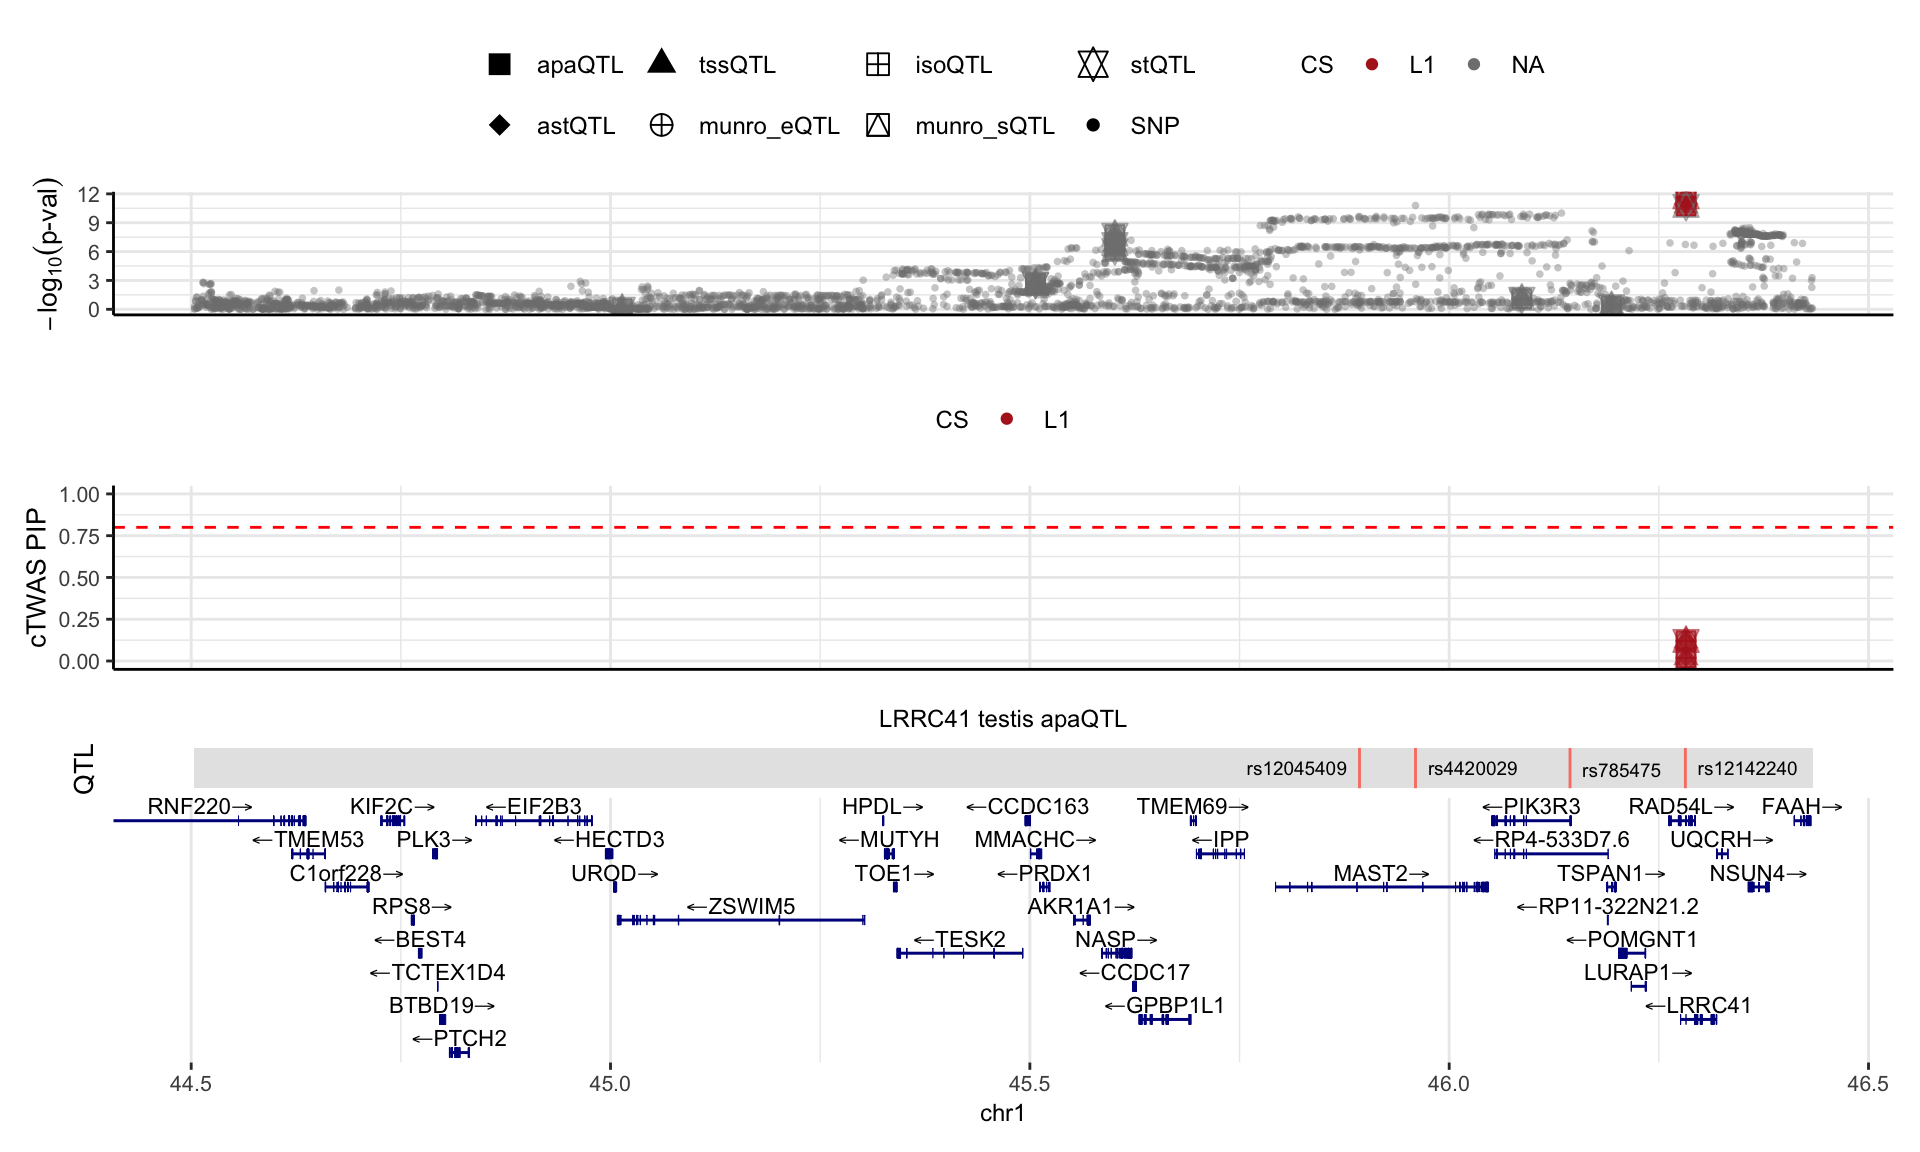 apaQTL tssQTL isoQTL stQTL CS L1 NA
astQTL munro_eQTL munro_sQTL SNP
−log10(p-val)
12
9
6
3
0
CS L1
cTWAS PIP
1.00
0.75
0.50
0.25
0.00
LRRC41 testis apaQTL
QTL
rs12045409 rs4420029 rs785475 rs12142240
RNF220→ KIF2C→ ←EIF2B3 HPDL→ ←CCDC163 TMEM69→ ←PIK3R3 RAD54L→ FAAH→
←TMEM53 PLK3→ ←HECTD3 ←MUTYH MMACHC→ ←IPP ←RP4-533D7.6 UQCRH→
C1orf228→ UROD→ TOE1→ ←PRDX1 MAST2→ TSPAN1→ NSUN4→
RPS8→ ←ZSWIM5 AKR1A1→ ←RP11-322N21.2
←BEST4 ←TESK2 NASP→ ←POMGNT1
←TCTEX1D4 ←CCDC17 LURAP1→
BTBD19→ ←GPBP1L1 ←LRRC41
←PTCH2
44.5 45.0 45.5 46.0 46.5
chr1